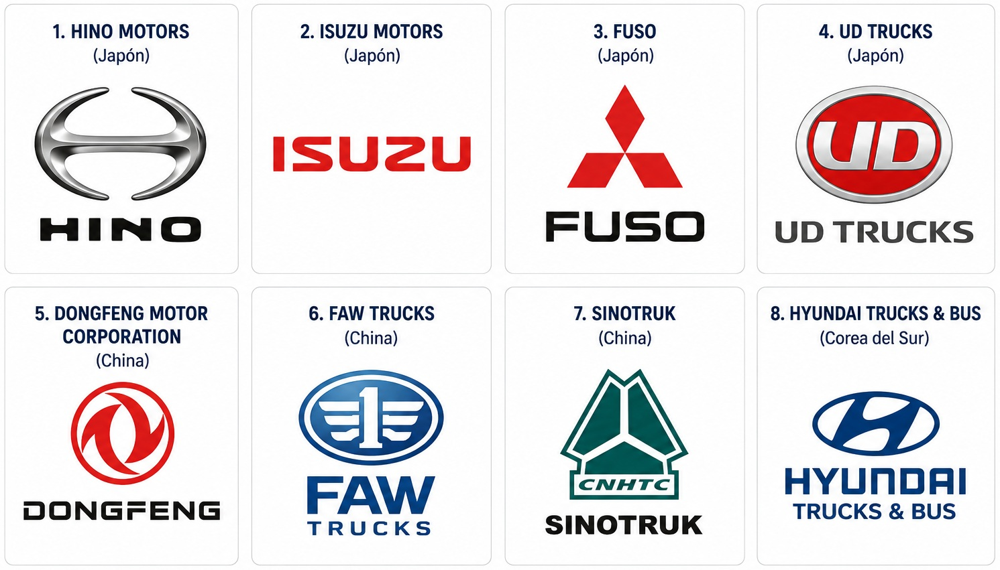 1. HINO MOTORS
(Japón)
HINO
2. ISUZU MOTORS
(Japón)
ISUZU
3. FUSO
(Japón)
FUSO
4. UD TRUCKS
(Japón)
UD
UD TRUCKS
5. DONGFENG MOTOR
CORPORATION
(China)
DONGFENG
6. FAW TRUCKS
(China)
1
FAW
TRUCKS
7. SINOTRUK
(China)
CNHTC
SINOTRUK
8. HYUNDAI TRUCKS & BUS
(Corea del Sur)
HYUNDAI
TRUCKS & BUS